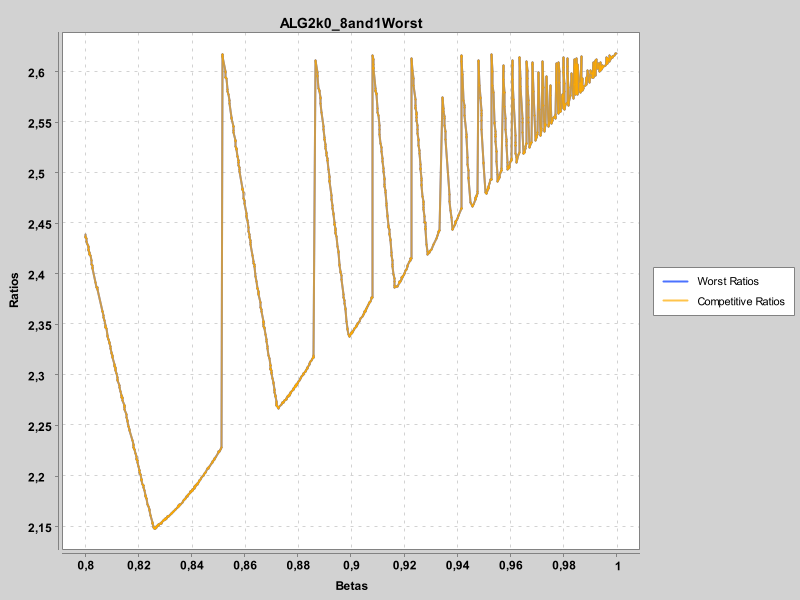 ALG2k0_8and1Worst
2,6
2,55
2,5
2,45
2,4
2,35
2,3
2,25
2,2
2,15
Ratios
0,8 0,82 0,84 0,86 0,88 0,9 0,92 0,94 0,96 0,98 1
Betas
Worst Ratios
Competitive Ratios